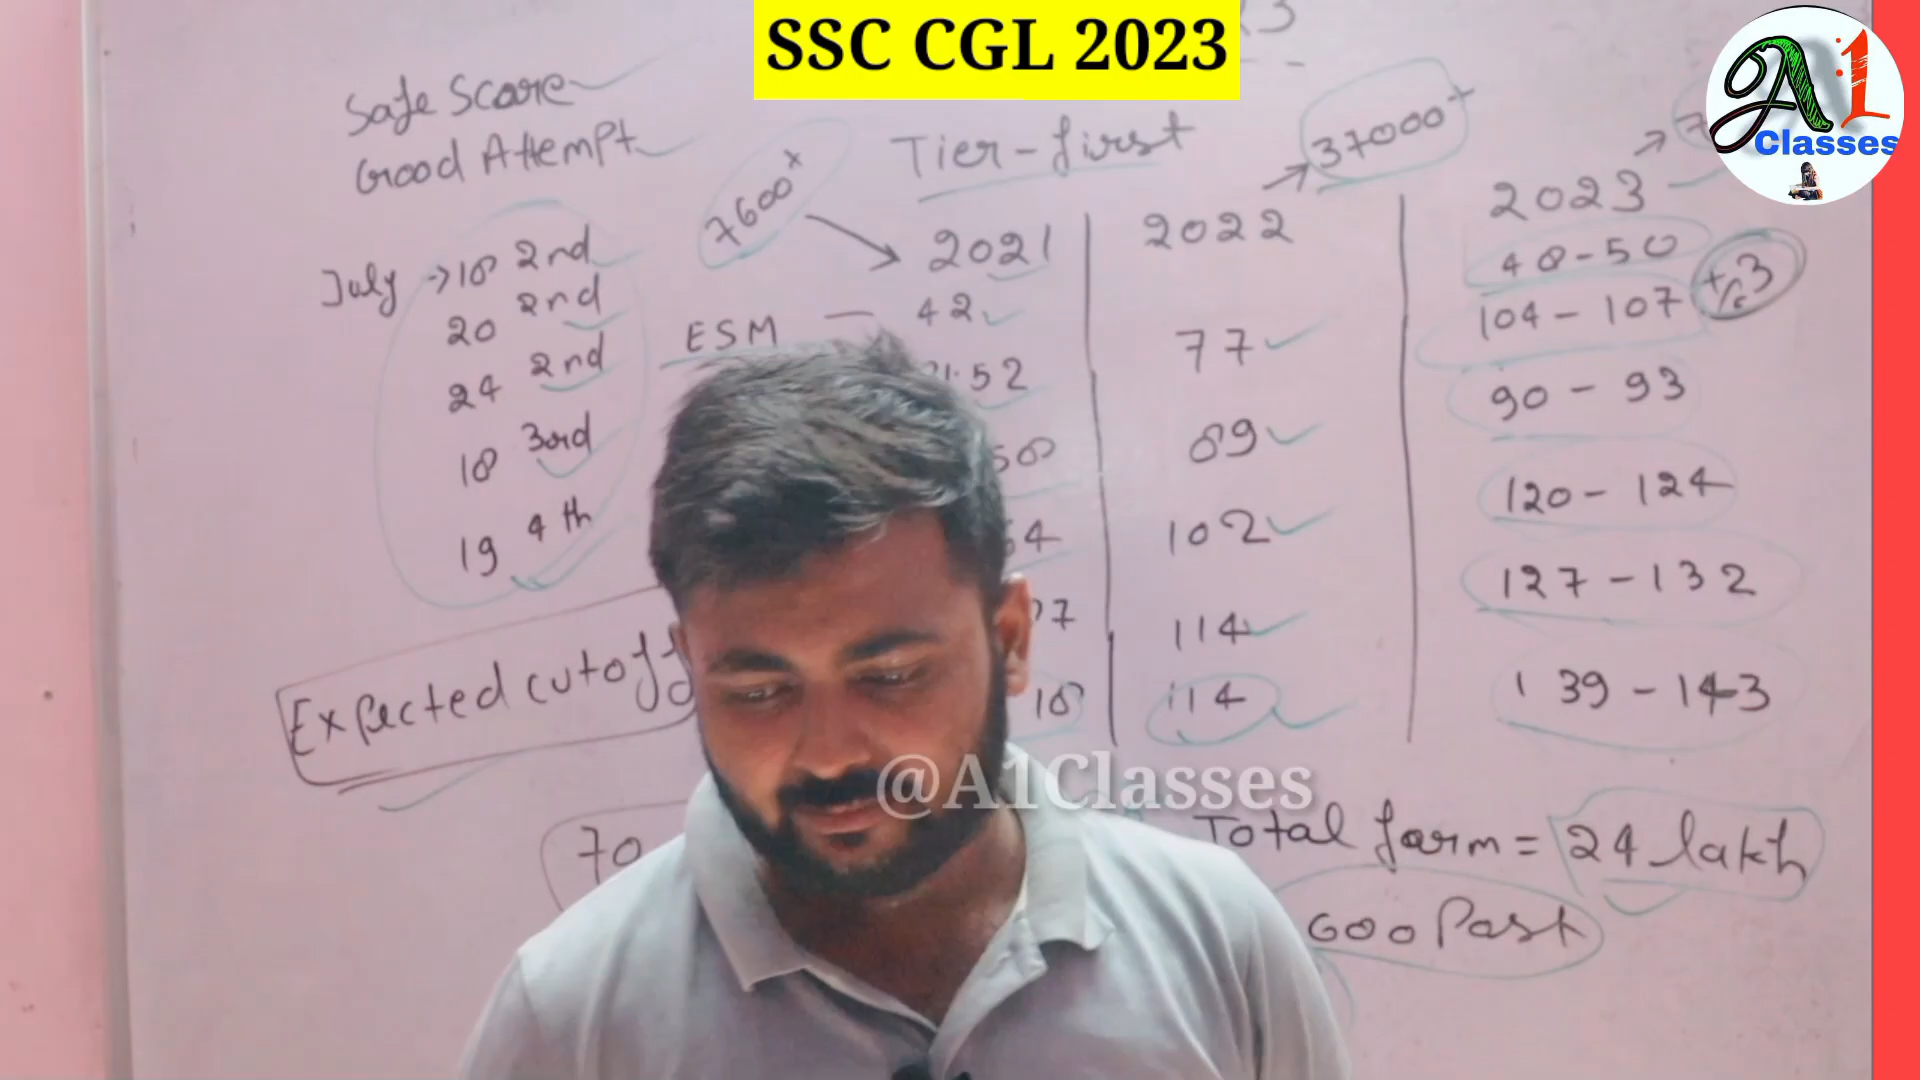 SSC CGL 2023
A1
Classes
Safe Score
Good Attempt
Tier-first
7600+
37000+
2021
2022
2023
July → 18 2nd
20 2nd
24 2nd
18 3rd
19 4th
ESM — 42
77
89
102
114
114
48-50
104-107
+/- 3
90-93
120-124
127-132
139-143
Expected cutoff
@A1Classes
70
Total form = 24 lakh
Post